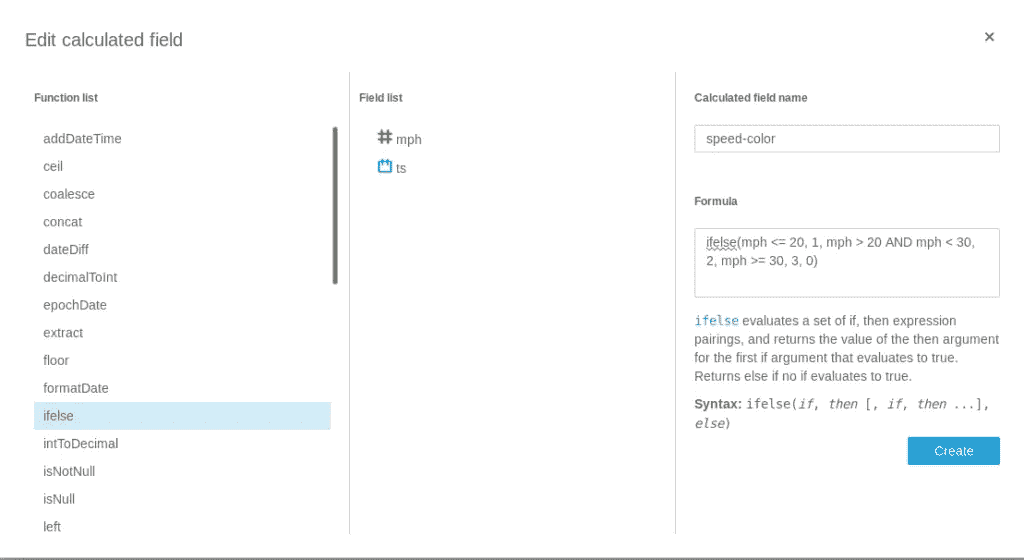 Edit calculated field
×
Function list
addDateTime
ceil
coalesce
concat
dateDiff
decimalToInt
epochDate
extract
floor
formatDate
ifelse
intToDecimal
isNotNull
isNull
left
Field list
mph
ts
Calculated field name
speed-color
Formula
ifelse(mph <= 20, 1, mph > 20 AND mph < 30,
2, mph >= 30, 3, 0)
ifelse evaluates a set of if, then expression
pairings, and returns the value of the then argument
for the first if argument that evaluates to true.
Returns else if no if evaluates to true.
Syntax: ifelse(if, then [, if, then ...],
else)
Create